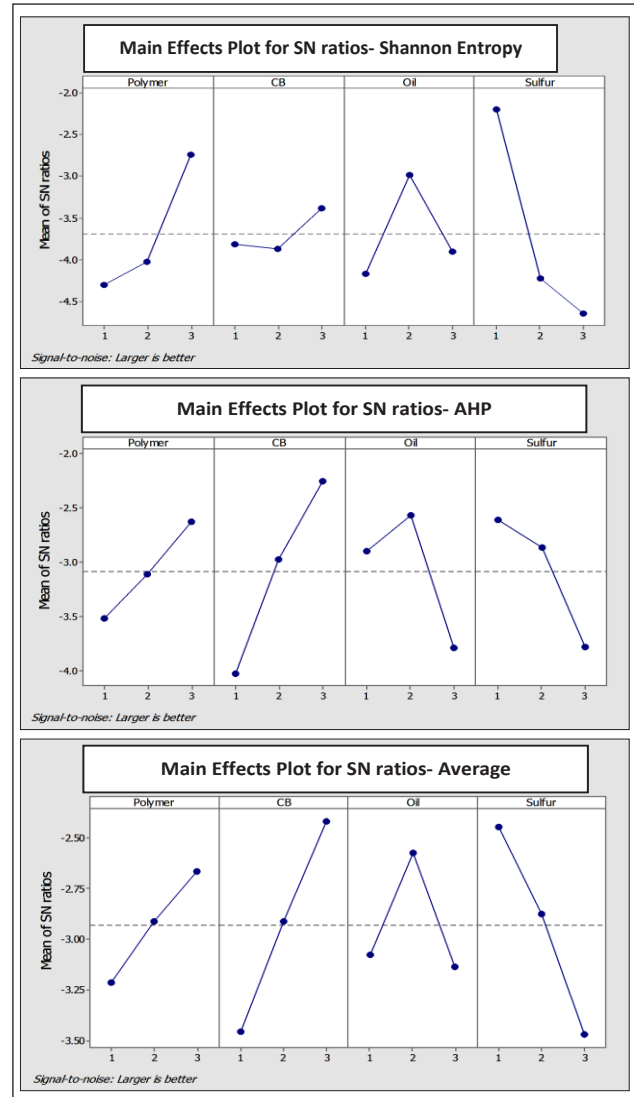 Main Effects Plot for SN ratios- Shannon Entropy
Polymer CB Oil Sulfur
-2.0
-2.5
-3.0
-3.5
-4.0
-4.5
Mean of SN ratios
1 2 3 1 2 3 1 2 3 1 2 3
Signal-to-noise: Larger is better
Main Effects Plot for SN ratios- AHP
Polymer CB Oil Sulfur
-2.0
-2.5
-3.0
-3.5
-4.0
Mean of SN ratios
1 2 3 1 2 3 1 2 3 1 2 3
Signal-to-noise: Larger is better
Main Effects Plot for SN ratios- Average
Polymer CB Oil Sulfur
-2.50
-2.75
-3.00
-3.25
-3.50
Mean of SN ratios
1 2 3 1 2 3 1 2 3 1 2 3
Signal-to-noise: Larger is better